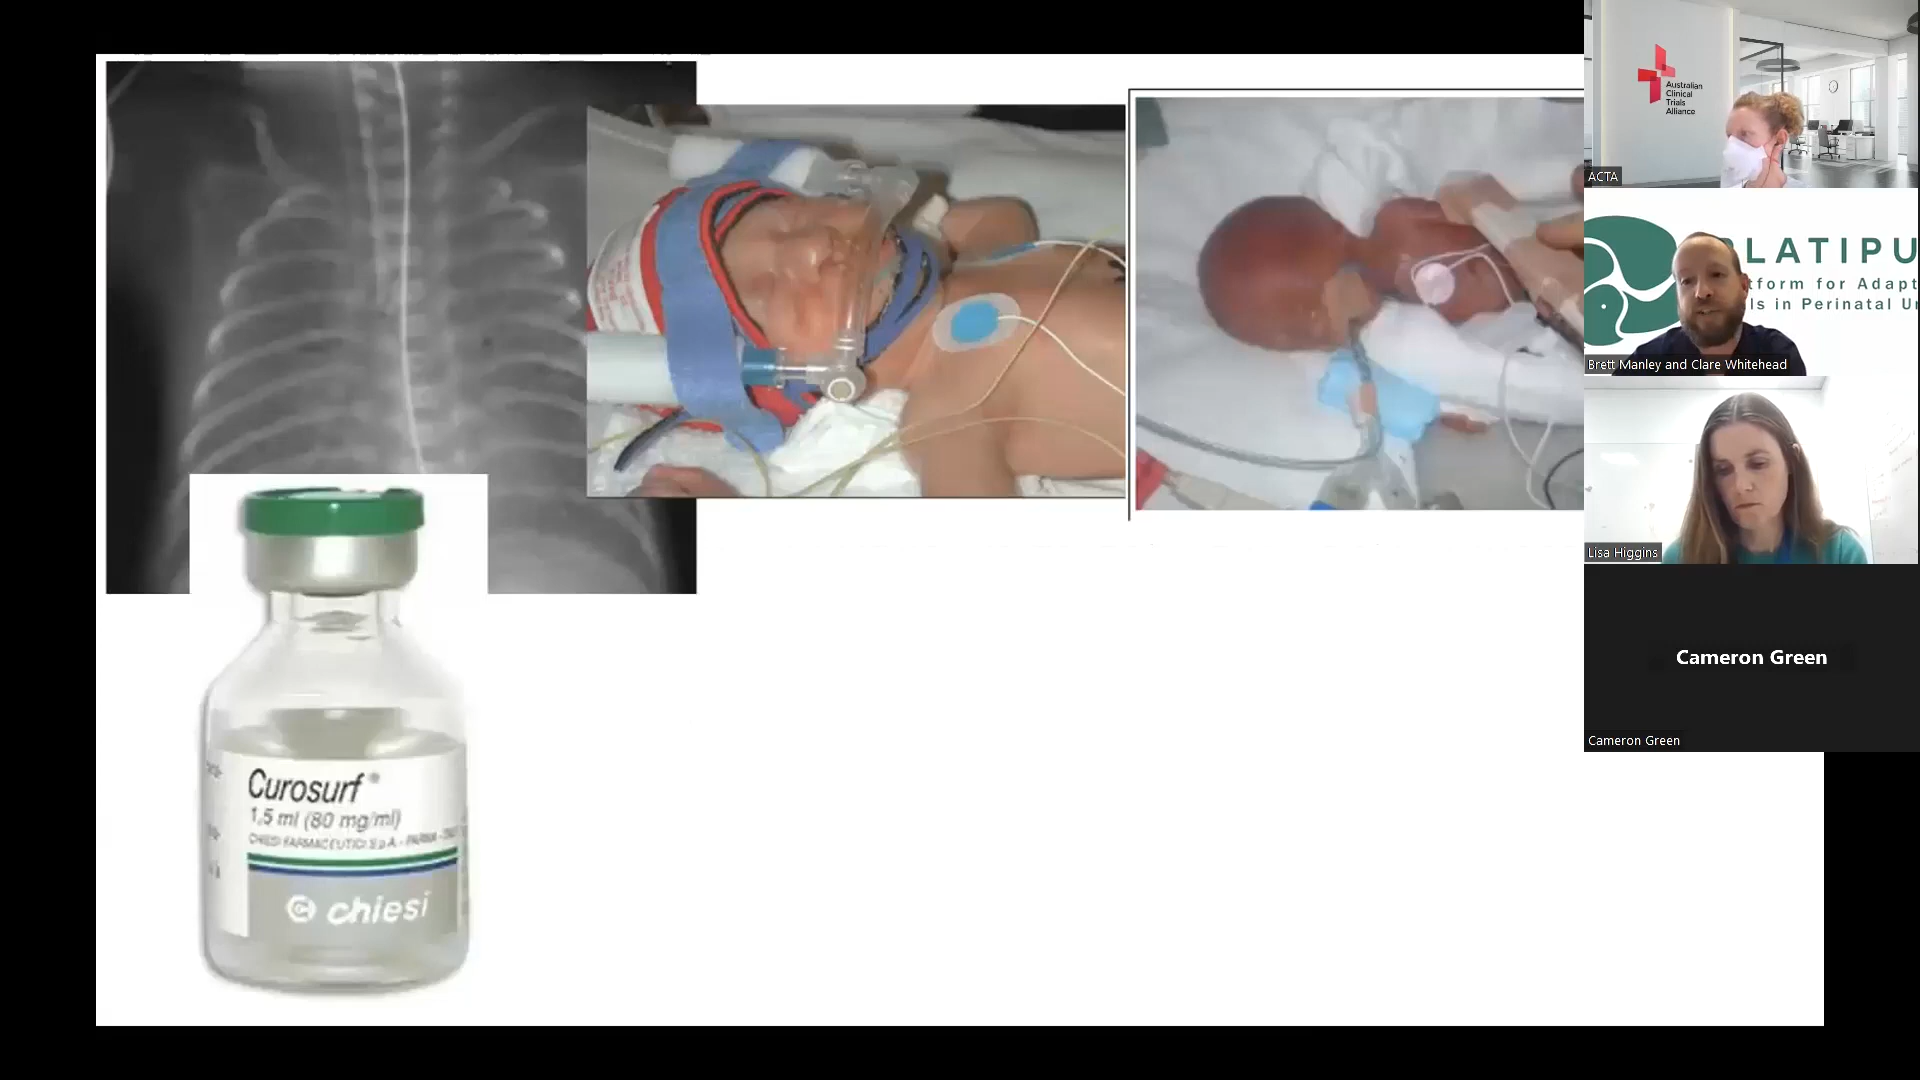 Curosurf®
1,5 ml (80 mg/ml)
CHIESI FARMACEUTICI S.p.A. - PARMA -
chiesi
Australian
Clinical
Trials
Alliance
ACTA
LATIPU
tform for Adapt
ls in Perinatal
Brett Manley and Clare Whitehead
Lisa Higgins
Cameron Green
Cameron Green